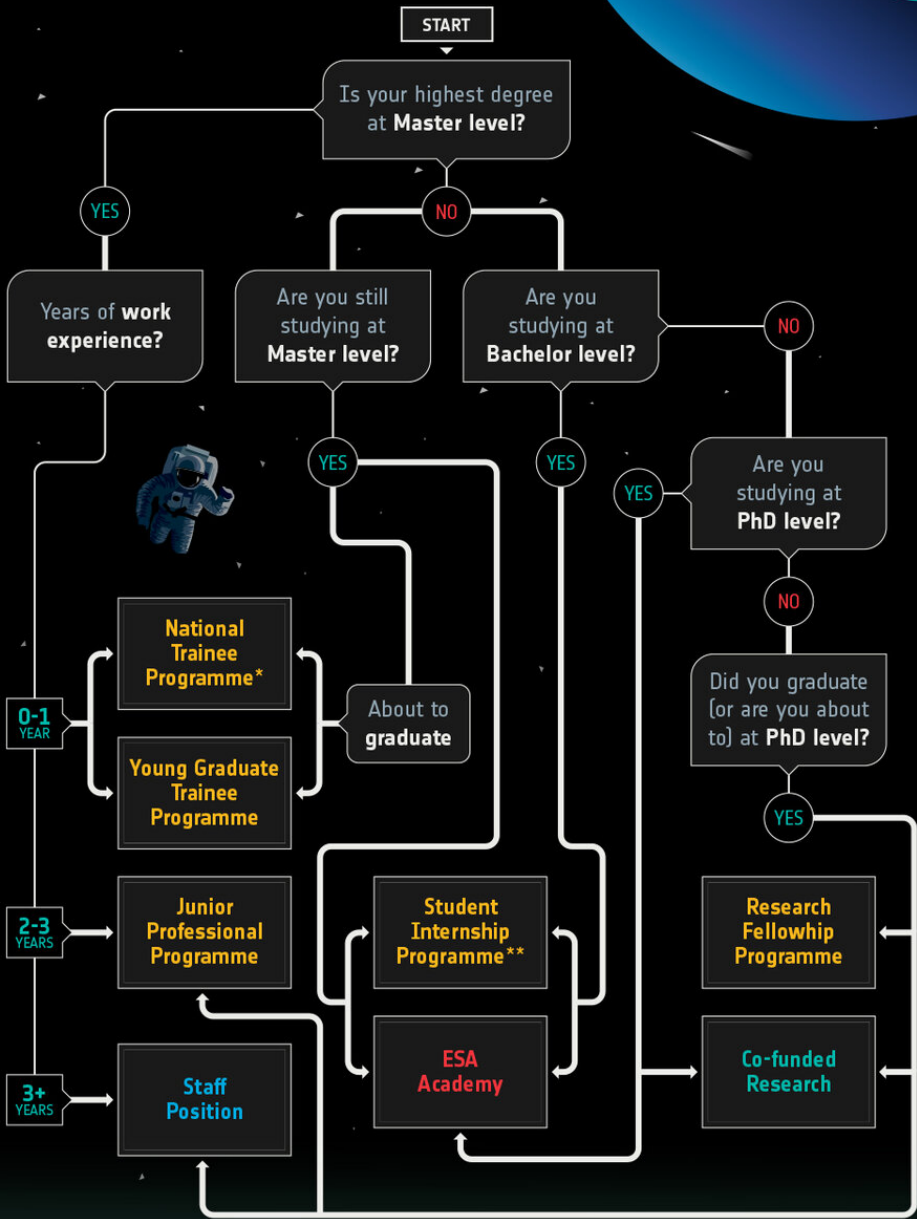 START
Is your highest degree
at Master level?
YES
NO
Years of work
experience?
Are you still
studying at
Master level?
Are you
studying at
Bachelor level?
NO
YES
YES
YES
Are you
studying at
PhD level?
NO
National
Trainee
Programme*
0-1
YEAR
About to
graduate
Did you graduate
(or are you about
to) at PhD level?
Young Graduate
Trainee
Programme
YES
2-3
YEARS
Junior
Professional
Programme
Student
Internship
Programme**
Research
Fellowhip
Programme
3+
YEARS
Staff
Position
ESA
Academy
Co-funded
Research